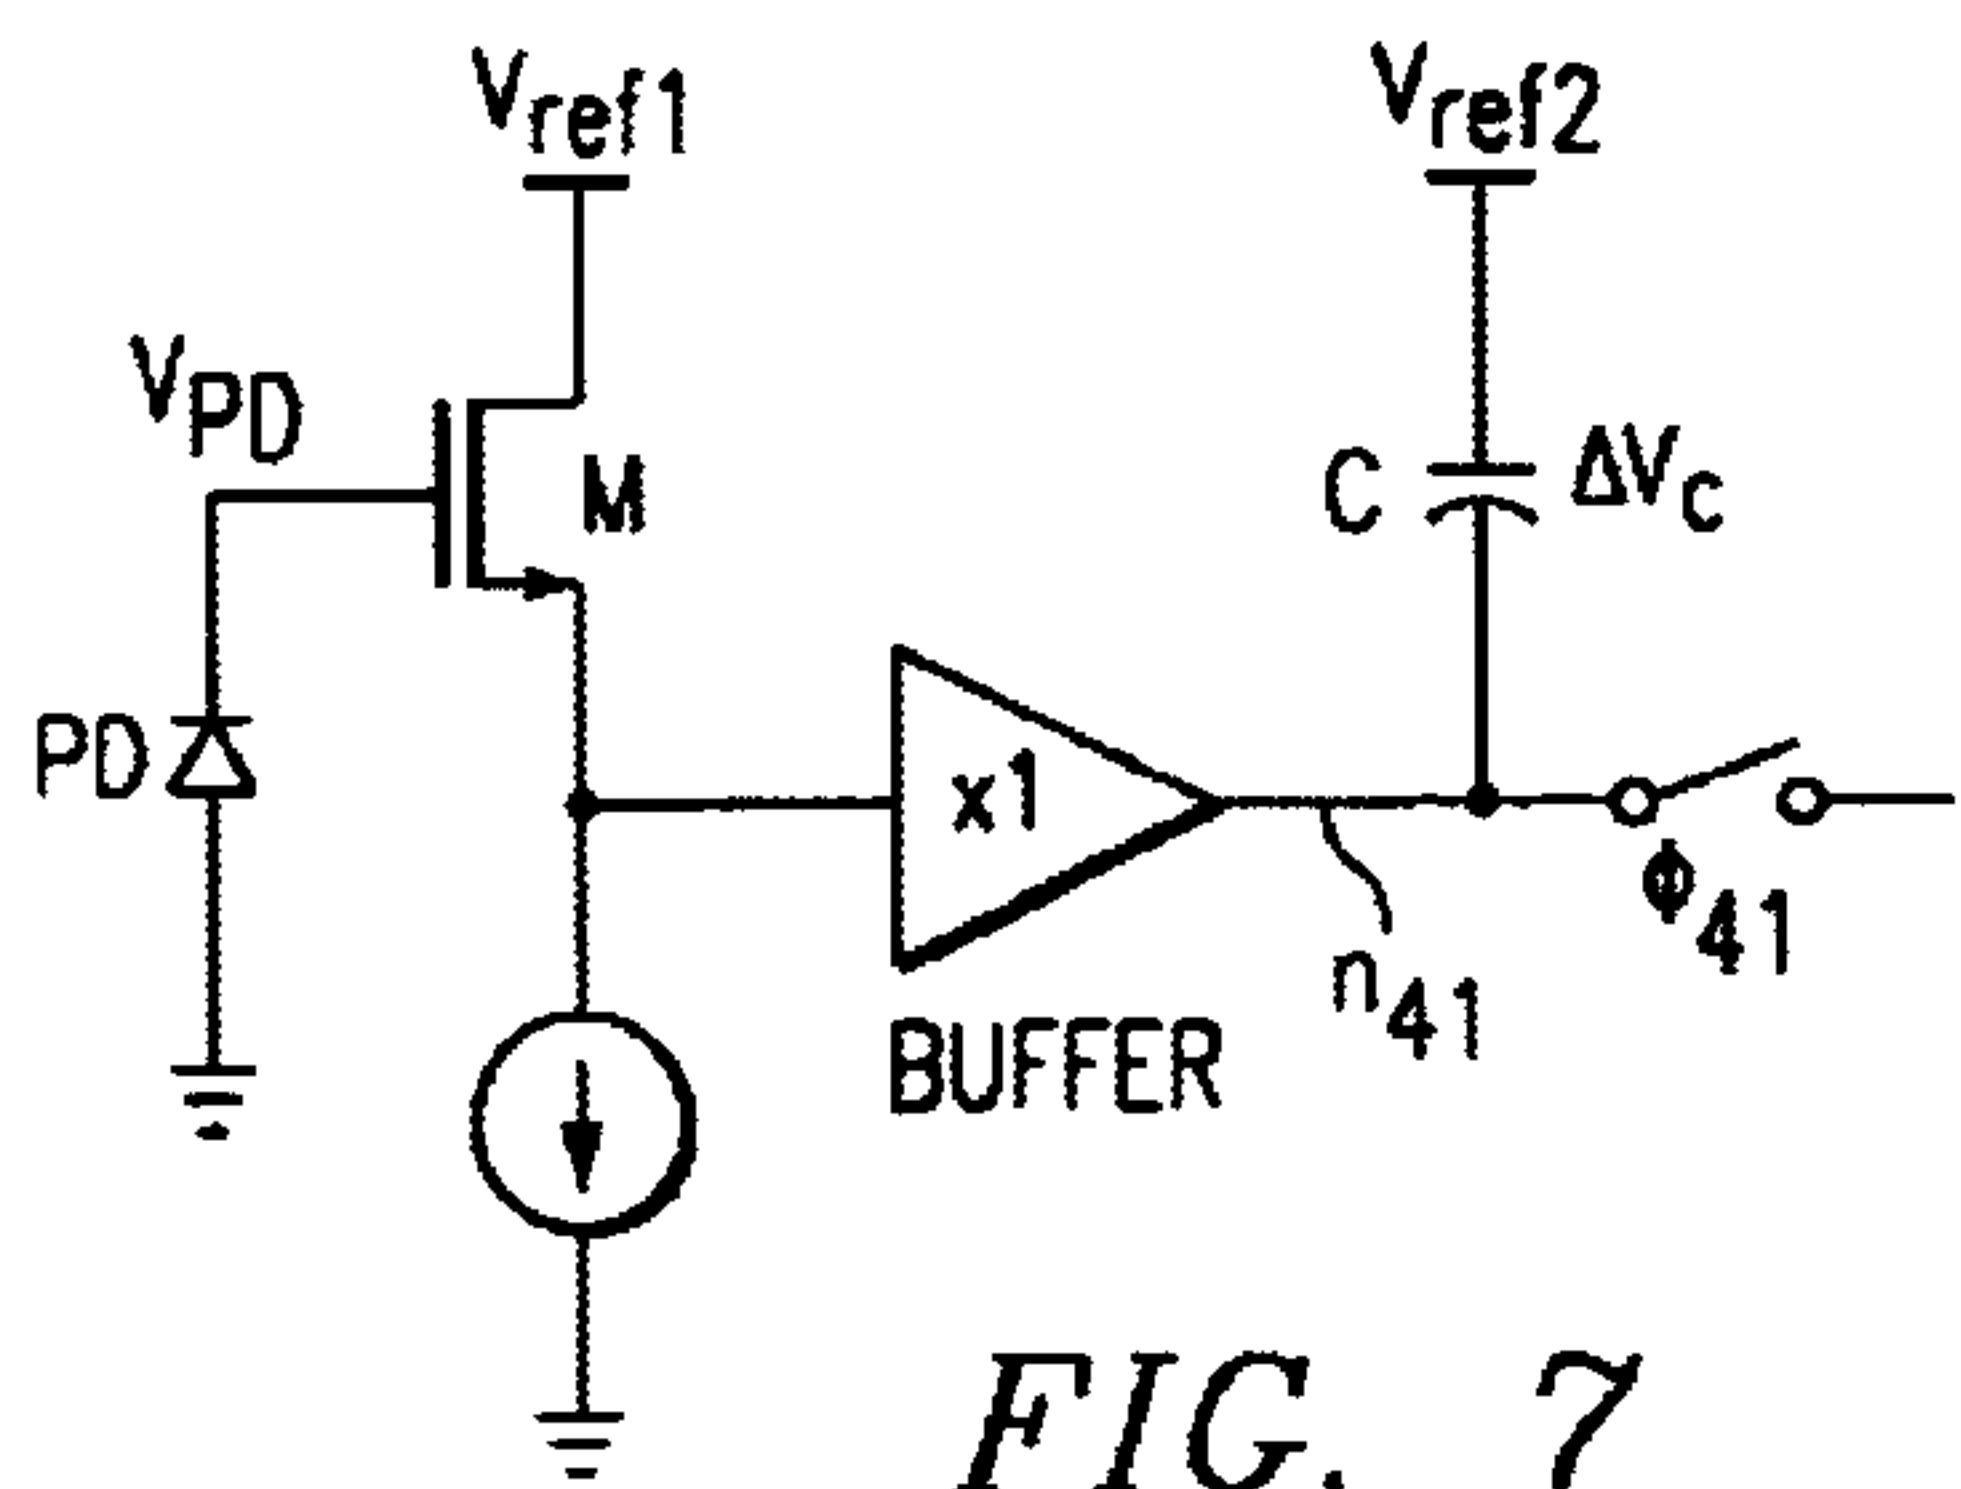 Vref1
Vref2
VPD
M
C
ΔVC
PD
x1
BUFFER
n41
Φ41
FIG. 7